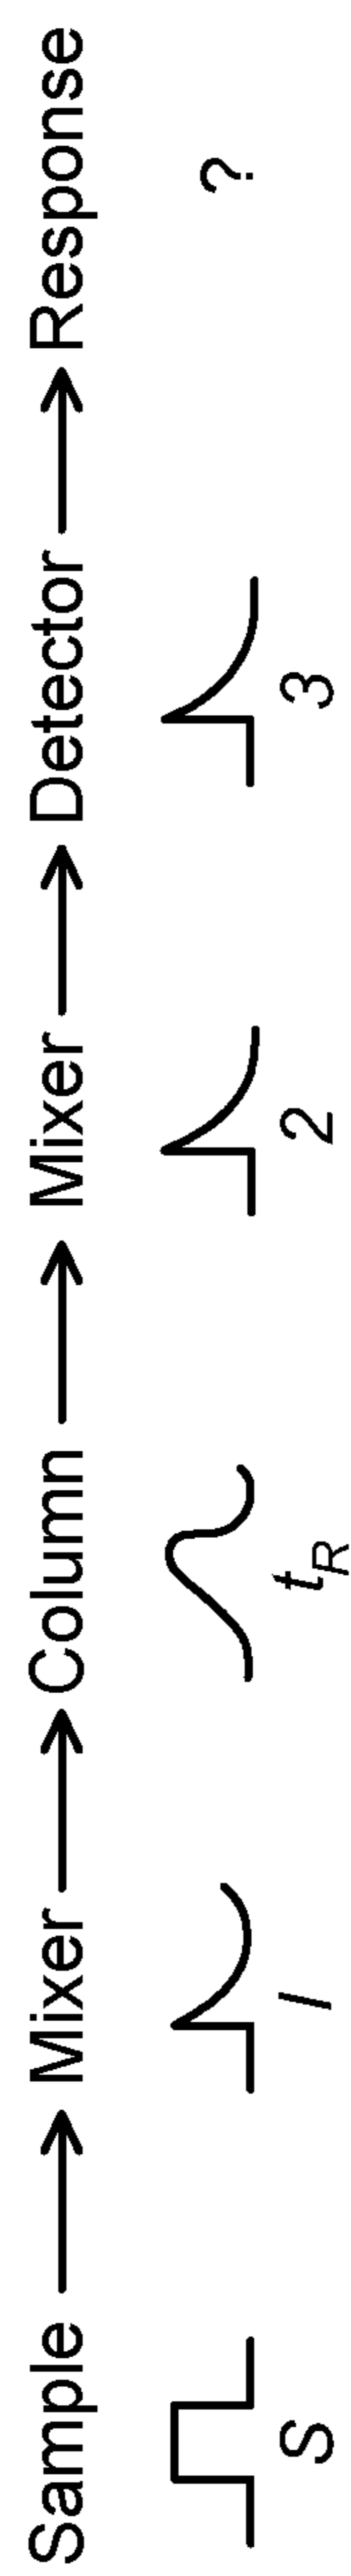 Sample → Mixer → Column → Mixer → Detector → Response
?
S I t_R 2 3